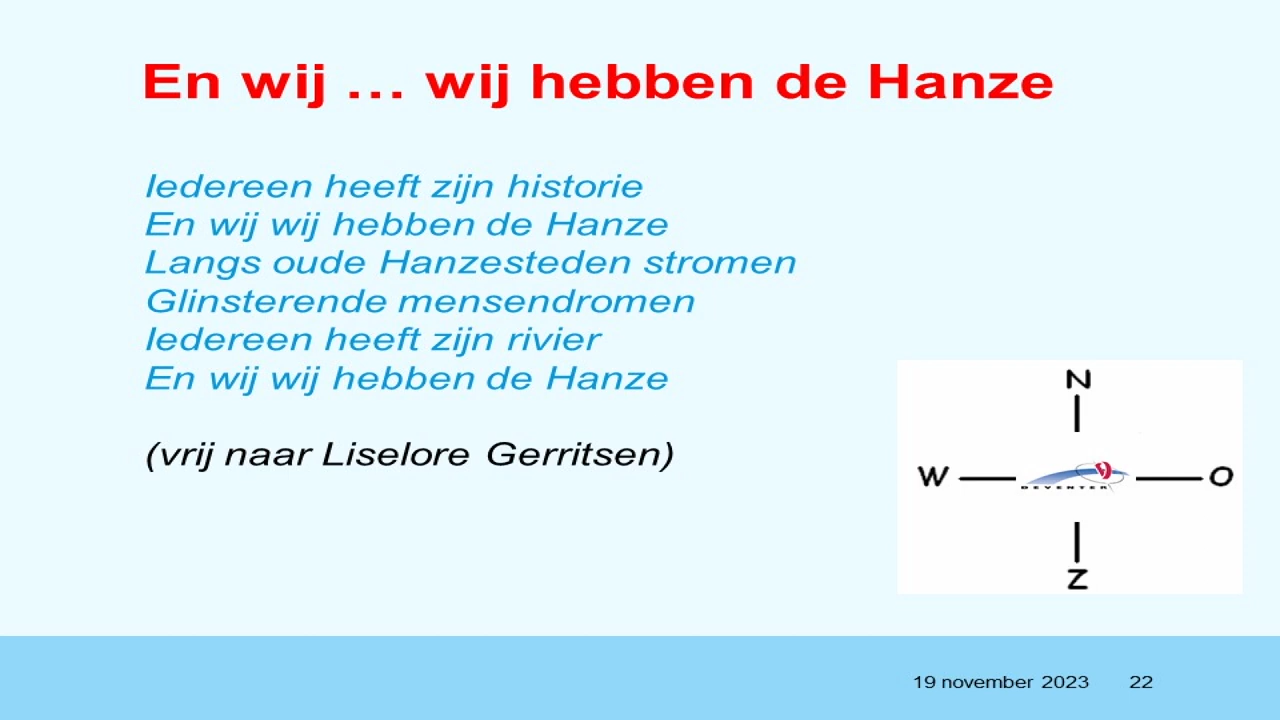 En wij … wij hebben de Hanze
Iedereen heeft zijn historie
En wij wij hebben de Hanze
Langs oude Hanzesteden stromen
Glinsterende mensendromen
Iedereen heeft zijn rivier
En wij wij hebben de Hanze
(vrij naar Liselore Gerritsen)
N
W
DEVENTER
O
Z
19 november 2023
22